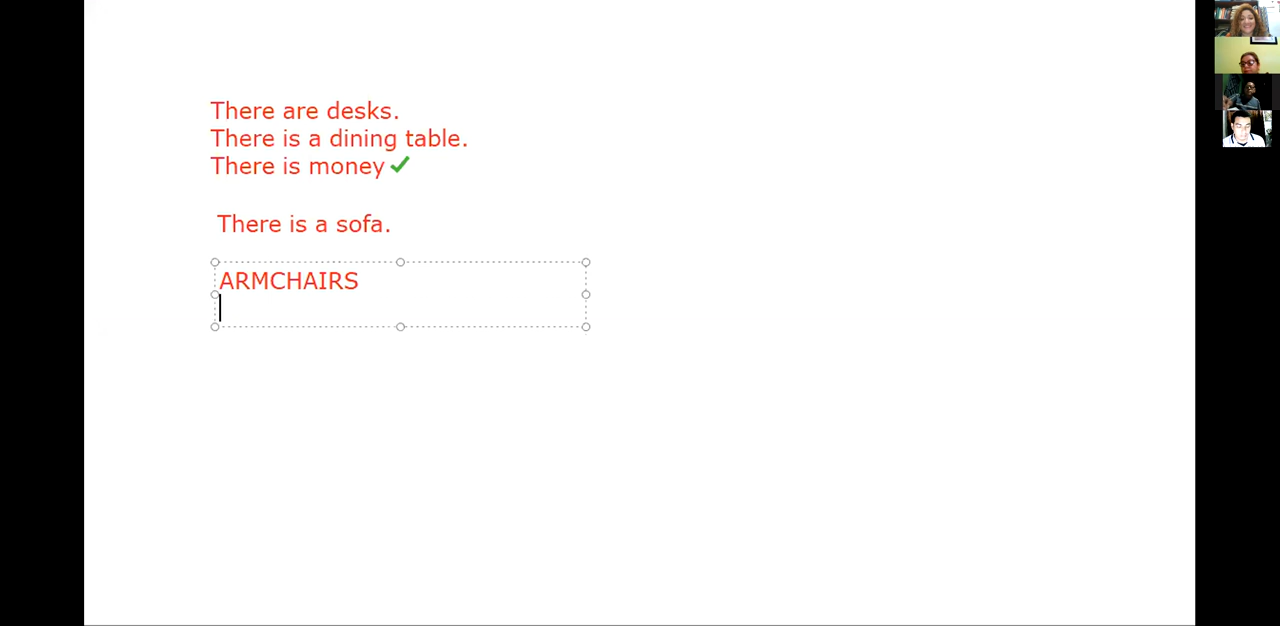 There are desks.
There is a dining table.
There is money
There is a sofa.
ARMCHAIRS